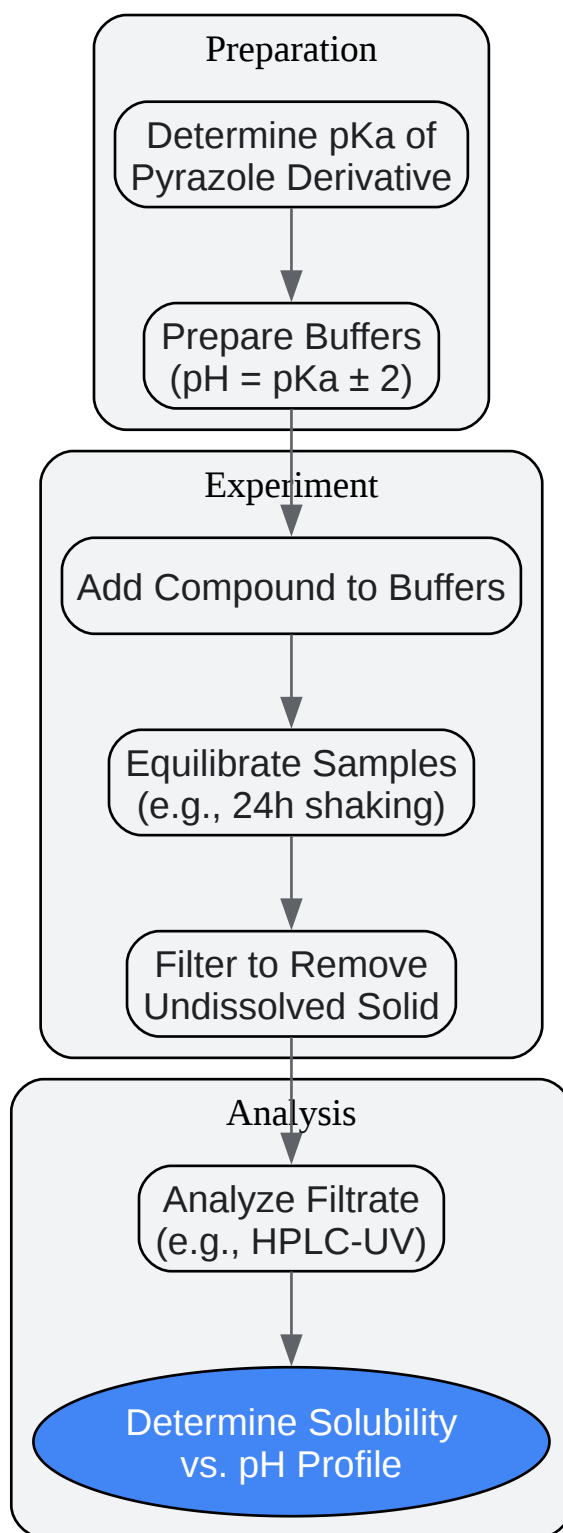 Preparation
Determine pKa of
Pyrazole Derivative
Prepare Buffers
(pH = pKa ± 2)
Experiment
Add Compound to Buffers
Equilibrate Samples
(e.g., 24h shaking)
Filter to Remove
Undissolved Solid
Analysis
Analyze Filtrate
(e.g., HPLC-UV)
Determine Solubility
vs. pH Profile